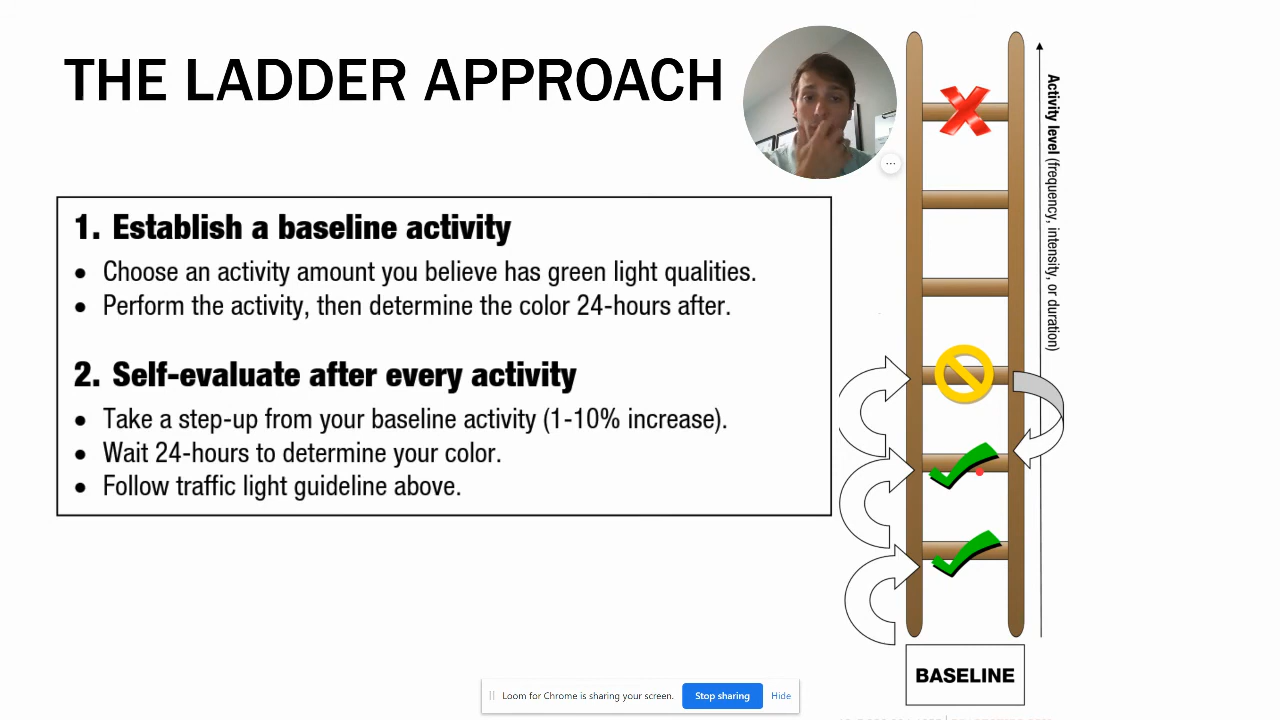 THE LADDER APPROACH
1. Establish a baseline activity
• Choose an activity amount you believe has green light qualities.
• Perform the activity, then determine the color 24-hours after.
2. Self-evaluate after every activity
• Take a step-up from your baseline activity (1-10% increase).
• Wait 24-hours to determine your color.
• Follow traffic light guideline above.
Activity level (frequency, intensity, or duration)
BASELINE
Loom for Chrome is sharing your screen.
Stop sharing
Hide